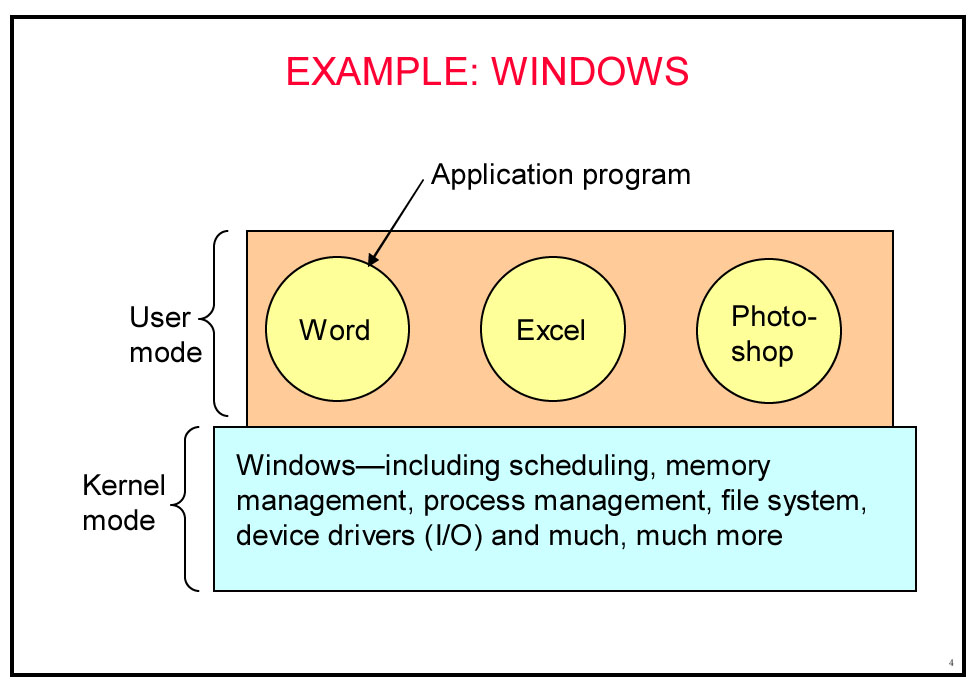 EXAMPLE: WINDOWS
Application program
User
mode
Word
Excel
Photo-
shop
Kernel
mode
Windows—including scheduling, memory
management, process management, file system,
device drivers (I/O) and much, much more
4